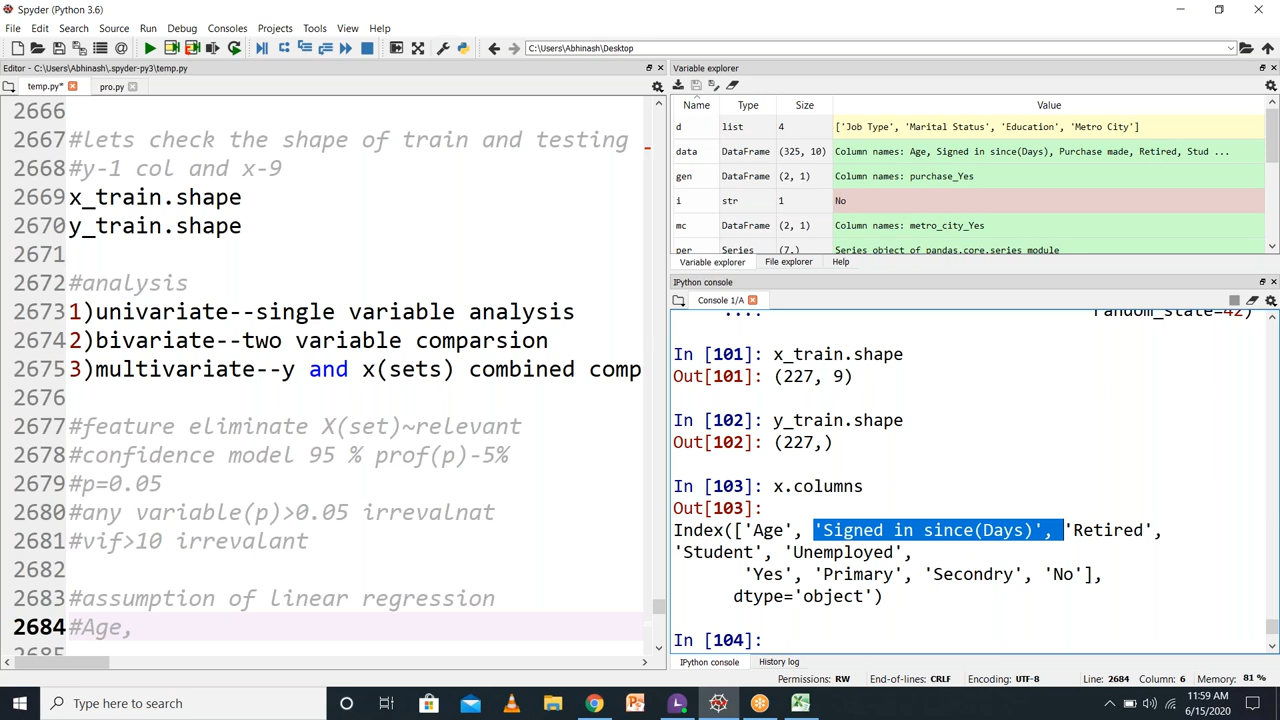 Spyder (Python 3.6)
File Edit Search Source Run Debug Consoles Projects Tools View Help
C:\Users\Abhinash\Desktop
Editor - C:\Users\Abhinash\.spyder-py3\temp.py
temp.py* pro.py
2666
2667 #lets check the shape of train and testing
2668 #y-1 col and x-9
2669 x_train.shape
2670 y_train.shape
2671
2672 #analysis
2673 1)univariate--single variable analysis
2674 2)bivariate--two variable comparsion
2675 3)multivariate--y and x(sets) combined comp
2676
2677 #feature eliminate X(set)~relevant
2678 #confidence model 95 % prof(p)-5%
2679 #p=0.05
2680 #any variable(p)>0.05 irrevalnat
2681 #vif>10 irrevalant
2682
2683 #assumption of linear regression
2684 #Age,
2685
Variable explorer
Name Type Size Value
d list 4 ['Job Type', 'Marital Status', 'Education', 'Metro City']
data DataFrame (325, 10) Column names: Age, Signed in since(Days), Purchase made, Retired, Stud ...
gen DataFrame (2, 1) Column names: purchase_Yes
i str 1 No
mc DataFrame (2, 1) Column names: metro_city_Yes
per Series (7,) Series object of pandas.core.series module
Variable explorer File explorer Help
IPython console
Console 1/A
....: random_state=42)
In [101]: x_train.shape
Out[101]: (227, 9)
In [102]: y_train.shape
Out[102]: (227,)
In [103]: x.columns
Out[103]:
Index(['Age', 'Signed in since(Days)', 'Retired',
'Student', 'Unemployed',
'Yes', 'Primary', 'Secondry', 'No'],
dtype='object')
In [104]:
IPython console History log
Permissions: RW End-of-lines: CRLF Encoding: UTF-8 Line: 2684 Column: 6 Memory: 81 %
Type here to search
11:59 AM
6/15/2020